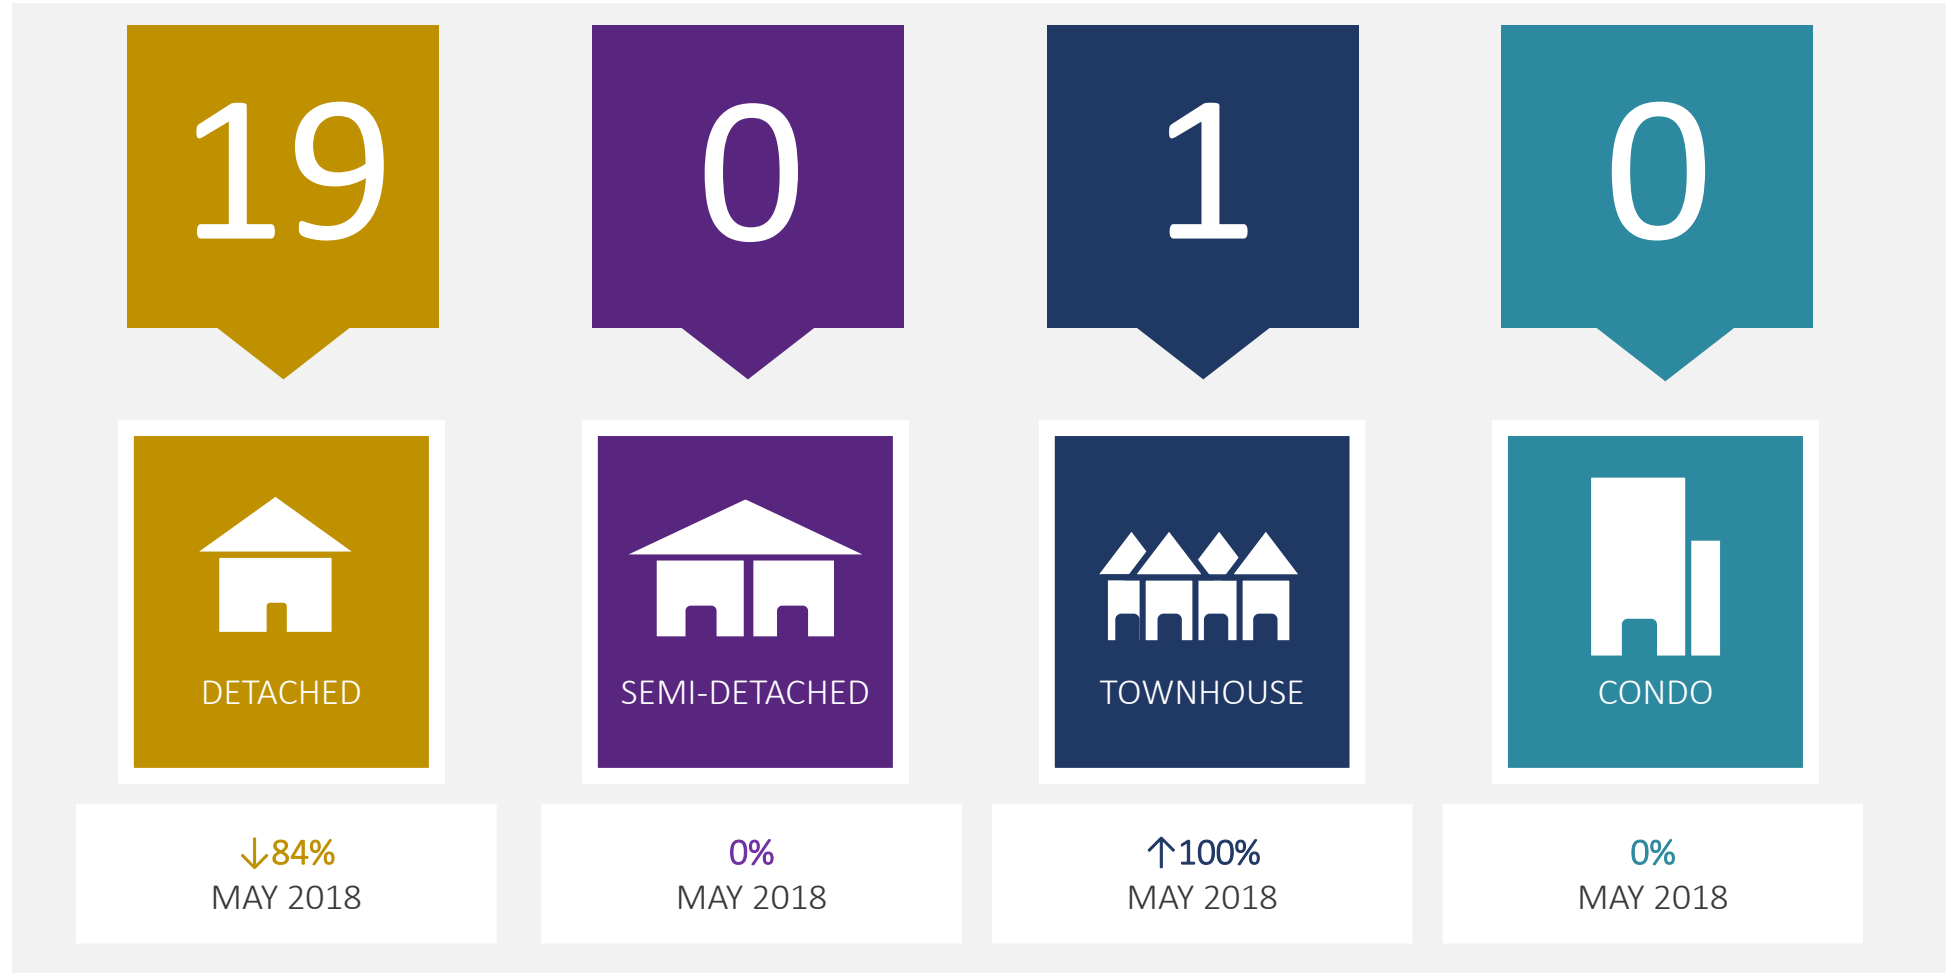 19
0
1
0
DETACHED
SEMI-DETACHED
TOWNHOUSE
CONDO
↓84%
MAY 2018
0%
MAY 2018
↑100%
MAY 2018
0%
MAY 2018